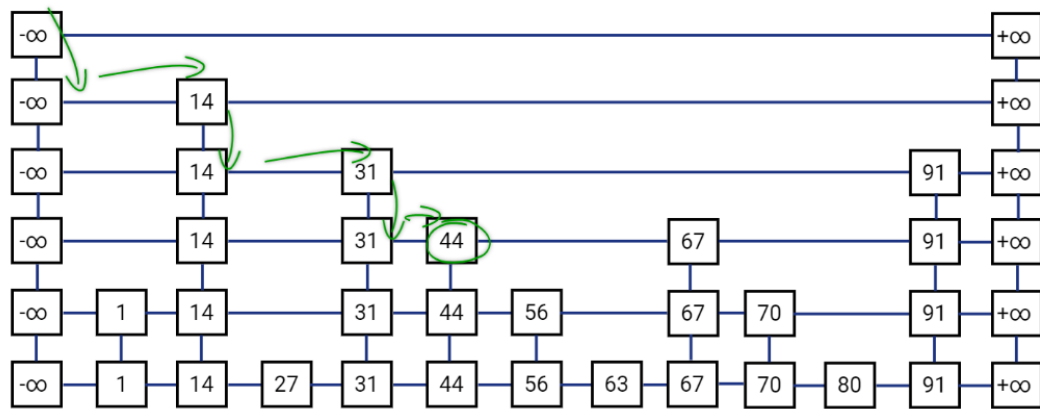 -∞ +∞
-∞ 14 +∞
-∞ 14 31 91 +∞
-∞ 14 31 44 67 91 +∞
-∞ 1 14 31 44 56 67 70 91 +∞
-∞ 1 14 27 31 44 56 63 67 70 80 91 +∞